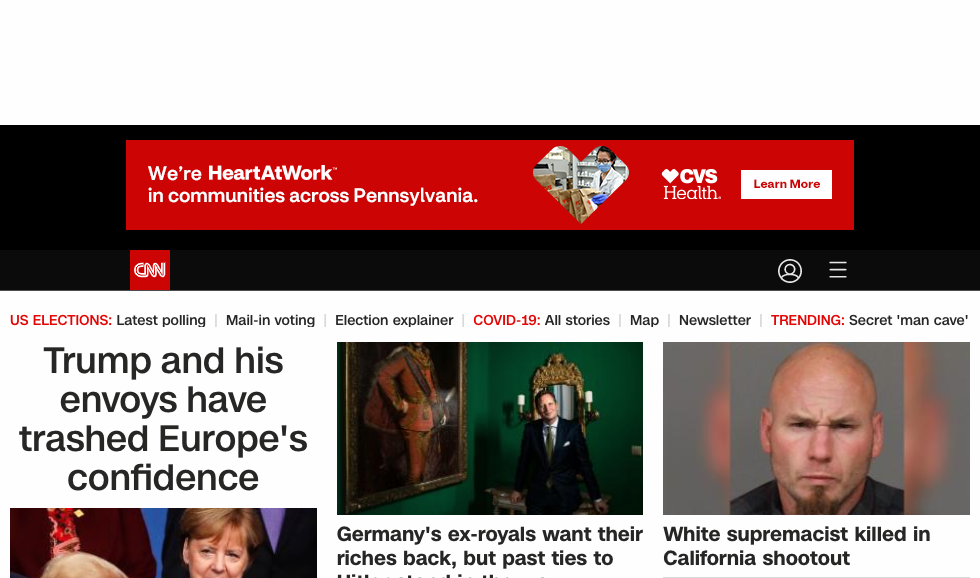 We're HeartAtWork™
in communities across Pennsylvania.
CVS
Health.
Learn More
CNN
US ELECTIONS: Latest polling | Mail-in voting | Election explainer | COVID-19: All stories | Map | Newsletter | TRENDING: Secret 'man cave'
Trump and his
envoys have
trashed Europe's
confidence
Germany's ex-royals want their
riches back, but past ties to
White supremacist killed in
California shootout